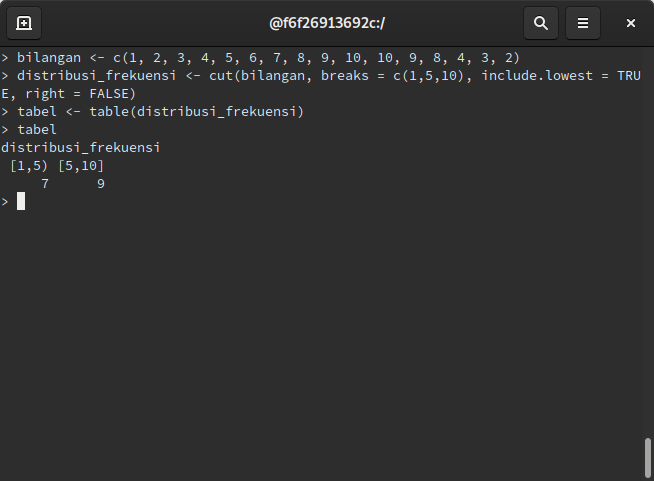 @f6f26913692c:/
> bilangan <- c(1, 2, 3, 4, 5, 6, 7, 8, 9, 10, 10, 9, 8, 4, 3, 2)
> distribusi_frekuensi <- cut(bilangan, breaks = c(1,5,10), include.lowest = TRU
E, right = FALSE)
> tabel <- table(distribusi_frekuensi)
> tabel
distribusi_frekuensi
 [1,5) [5,10]
     7      9
>